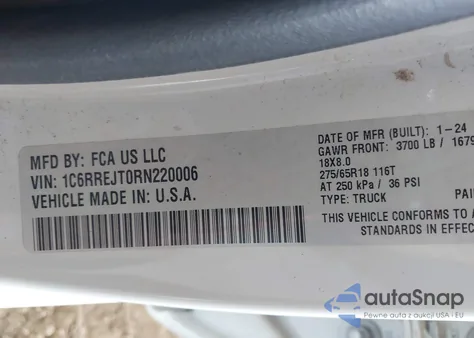 MFD BY: FCA US LLC
VIN: 1C6RREJT0RN220006
VEHICLE MADE IN: U.S.A.
DATE OF MFR (BUILT): 1-24
GAWR FRONT: 3700 LB / 1679
18X8.0
275/65R18 116T
AT 250 kPa / 36 PSI
TYPE: TRUCK
THIS VEHICLE CONFORMS TO
STANDARDS IN EFFEC
autoSnap
Pewne auta z aukcji USA i EU